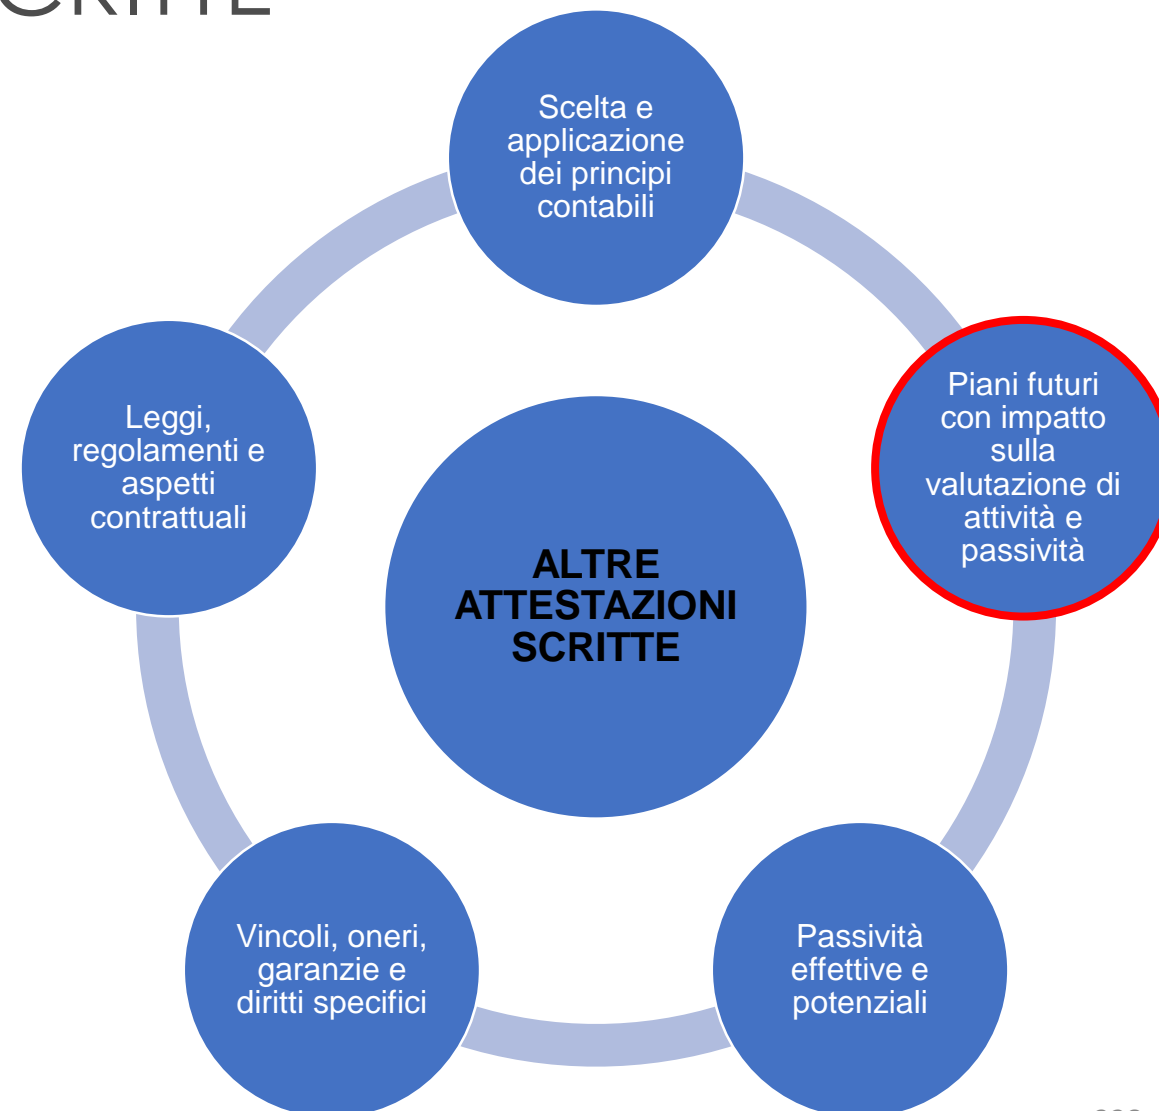 Scelta e
applicazione
dei principi
contabili
Piani futuri
con impatto
sulla
valutazione di
attività e
passività
Leggi,
regolamenti e
aspetti
contrattuali
ALTRE
ATTESTAZIONI
SCRITTE
Vincoli, oneri,
garanzie e
diritti specifici
Passività
effettive e
potenziali